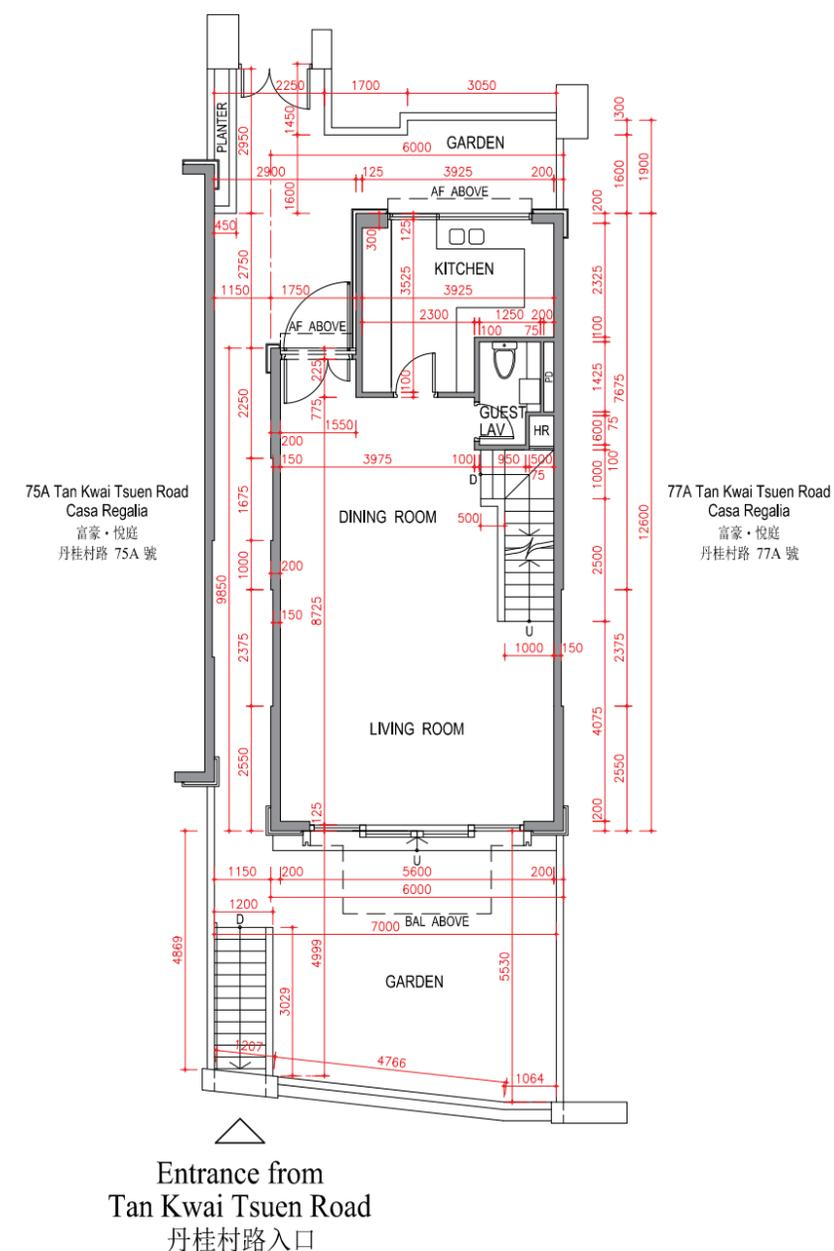 2250
1700
3050
PLANTER
2950
1450
300
GARDEN
6000
1600
1900
1600
2900
125
3925
200
AF ABOVE
200
450
300
125
2750
KITCHEN
3525
2325
1150
1750
3925
2300
1250
200
AF ABOVE
100
75
100
225
100
PD
1425
7675
775
2250
GUEST
LAV
HR
600
75
1550
200
150
3975
100
950
500
100
75
D
1000
75A Tan Kwai Tsuen Road
Casa Regalia
富豪・悅庭
丹桂村路 75A 號
77A Tan Kwai Tsuen Road
Casa Regalia
富豪・悅庭
丹桂村路 77A 號
1675
DINING ROOM
500
12600
1000
200
2500
9850
8725
150
U
2375
1000
150
2375
LIVING ROOM
4075
2550
2550
125
200
U
1150
200
5600
200
6000
1200
D
BAL ABOVE
7000
4869
4999
5530
GARDEN
3029
1207
4766
1064
Entrance from
Tan Kwai Tsuen Road
丹桂村路入口